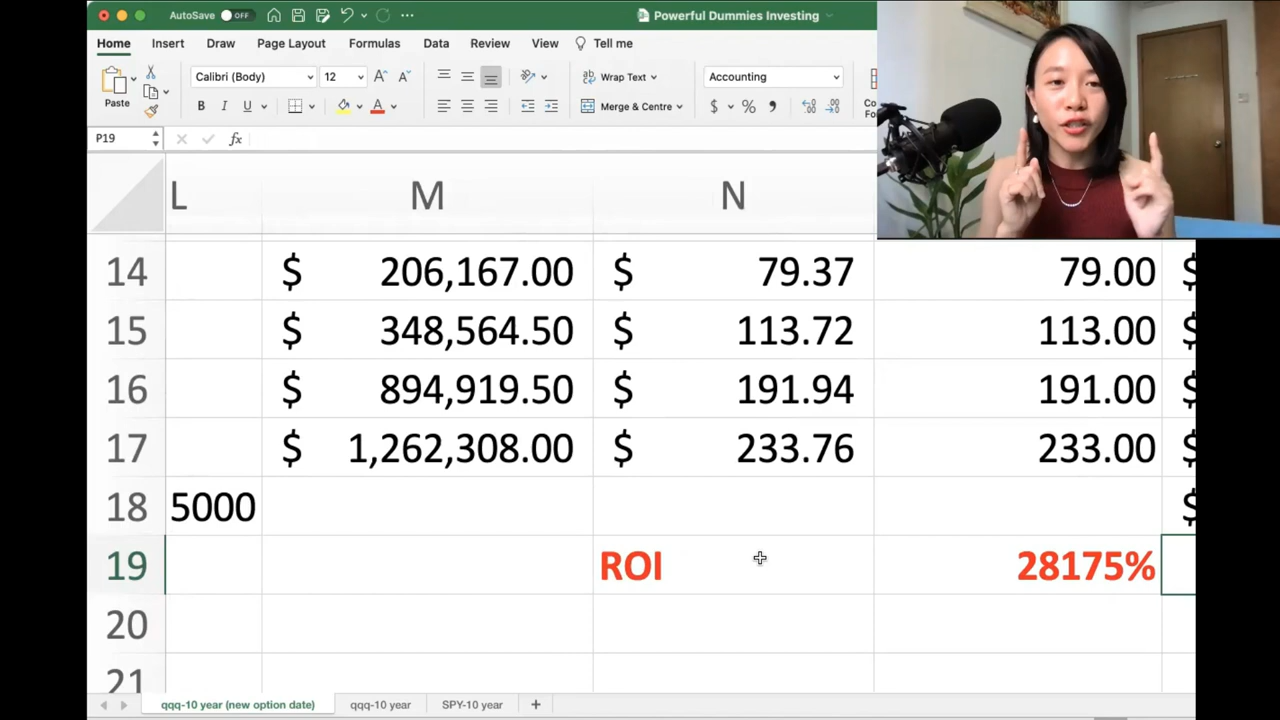 AutoSave OFF
Powerful Dummies Investing
Home Insert Draw Page Layout Formulas Data Review View Tell me
Paste
Calibri (Body) 12 A A
B I U A
Wrap Text
Merge & Centre
Accounting
$ % 9
Co
Fo
P19 fx
L M N
14 $ 206,167.00 $ 79.37 79.00 $
15 $ 348,564.50 $ 113.72 113.00 $
16 $ 894,919.50 $ 191.94 191.00 $
17 $ 1,262,308.00 $ 233.76 233.00 $
18 5000 $
19 ROI 28175%
20
21
qqq-10 year (new option date) qqq-10 year SPY-10 year +